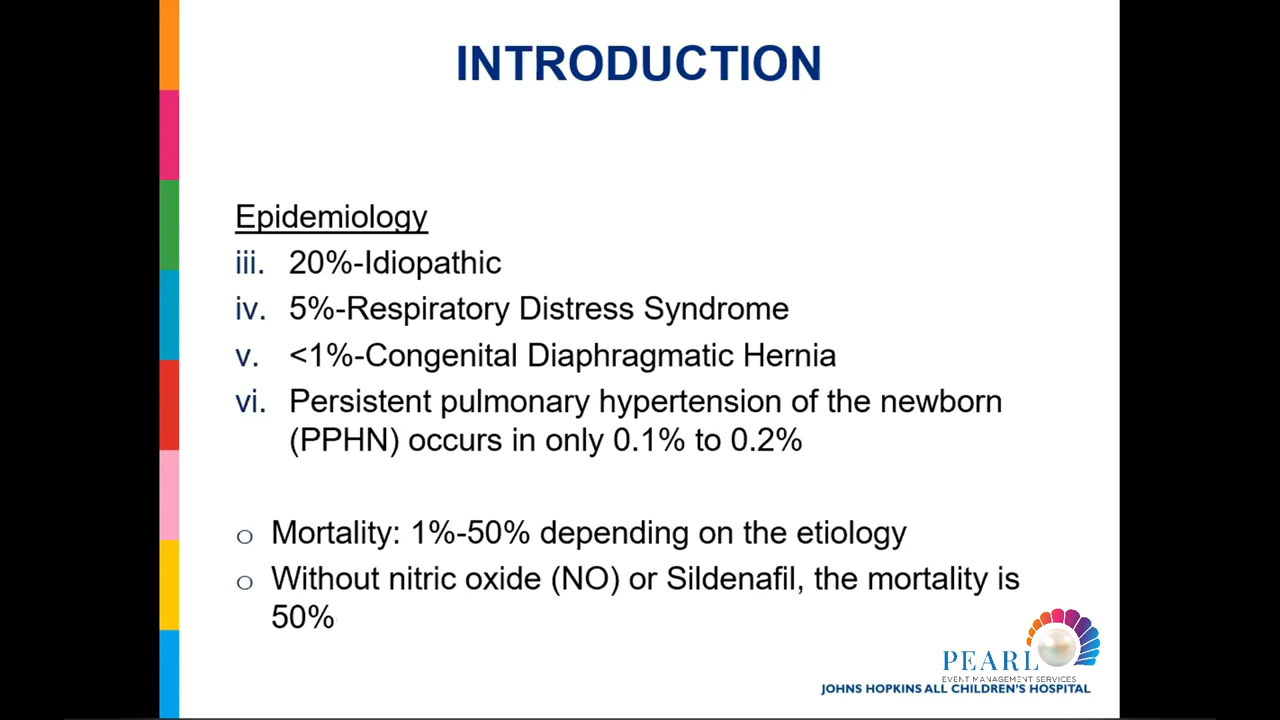 INTRODUCTION
Epidemiology
iii. 20%-Idiopathic
iv. 5%-Respiratory Distress Syndrome
v. <1%-Congenital Diaphragmatic Hernia
vi. Persistent pulmonary hypertension of the newborn
(PPHN) occurs in only 0.1% to 0.2%
o Mortality: 1%-50% depending on the etiology
o Without nitric oxide (NO) or Sildenafil, the mortality is
50%
PEARL
EVENT MANAGEMENT SERVICES
JOHNS HOPKINS ALL CHILDREN'S HOSPITAL